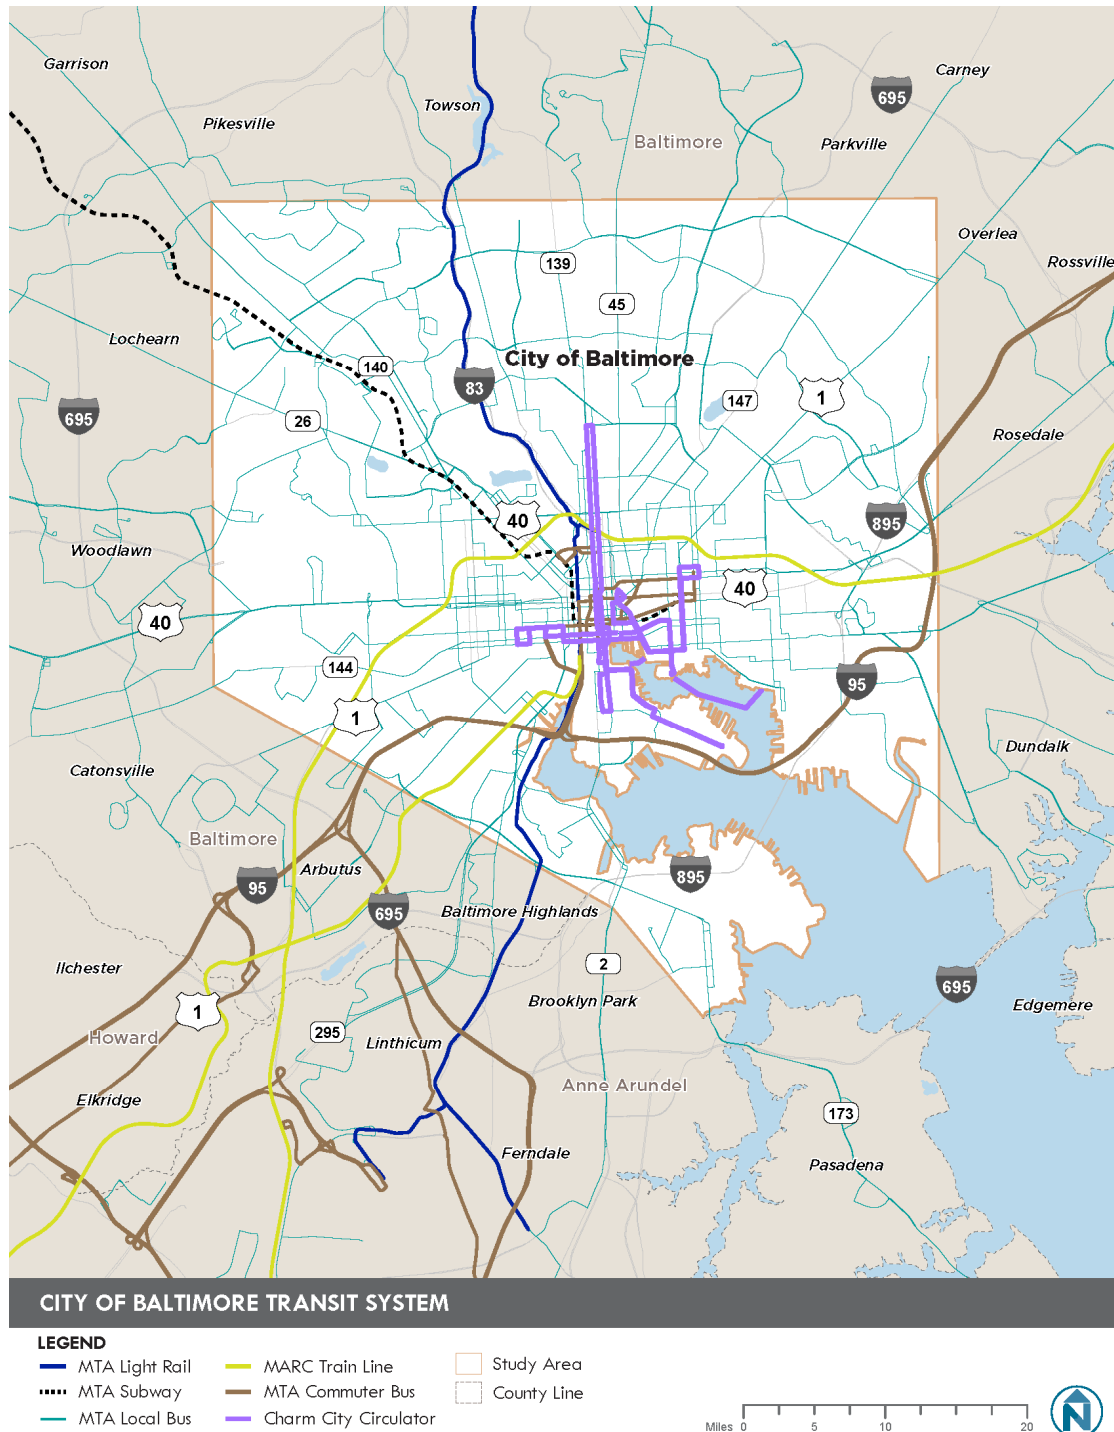 Garrison
Carney
695
Towson
Pikesville
Baltimore
Parkville
Overlea
139
Rossville
45
Lochearn
City of Baltimore
140
83
147
1
695
26
Rosedale
40
895
Woodlawn
40
40
144
95
1
Dundalk
Catonsville
Baltimore
Arbutus
895
95
695
Baltimore Highlands
Ilchester
2
695
Brooklyn Park
Edgemere
1
295
Howard
Linthicum
Anne Arundel
Elkridge
173
Ferndale
Pasadena
CITY OF BALTIMORE TRANSIT SYSTEM
LEGEND
MTA Light Rail
MTA Subway
MTA Local Bus
MARC Train Line
MTA Commuter Bus
Charm City Circulator
Study Area
County Line
Miles 0 5 10 20
N